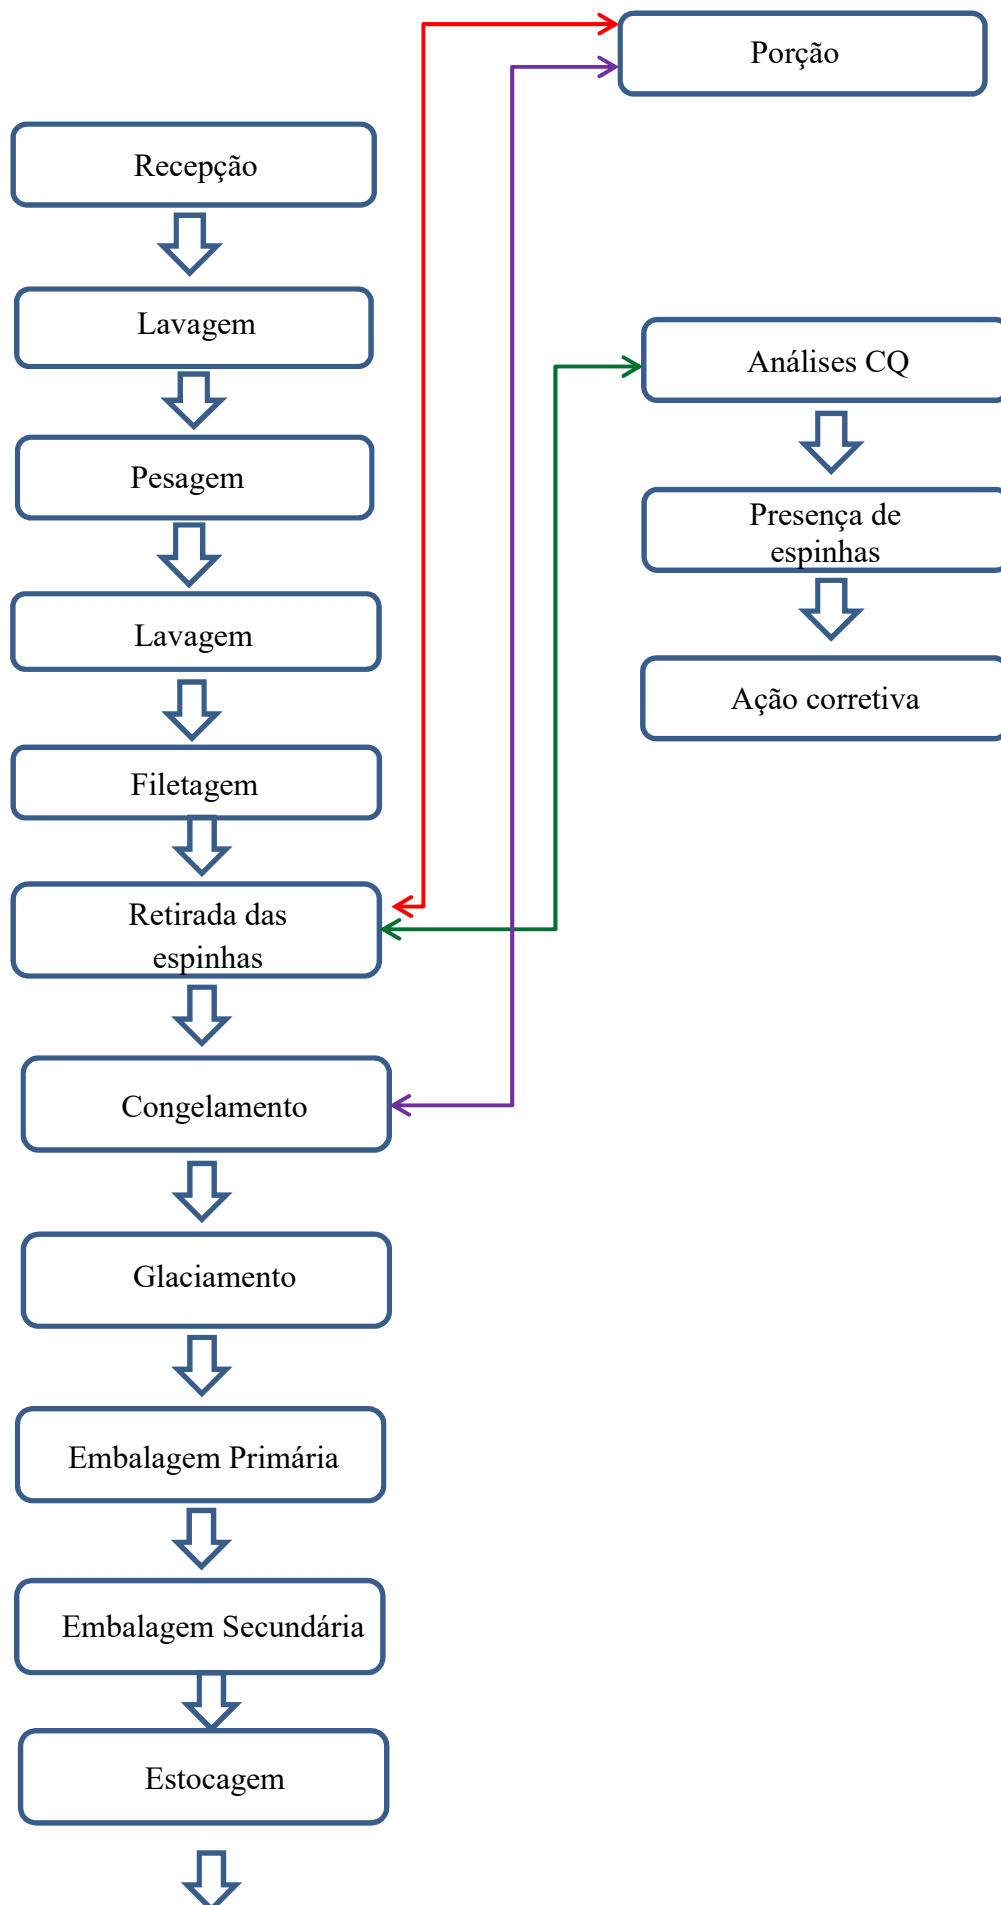 Porção
Recepção
Lavagem
Pesagem
Lavagem
Filetagem
Retirada das
espinhas
Congelamento
Glaciamento
Embalagem Primária
Embalagem Secundária
Estocagem
Análises CQ
Presença de
espinhas
Ação corretiva